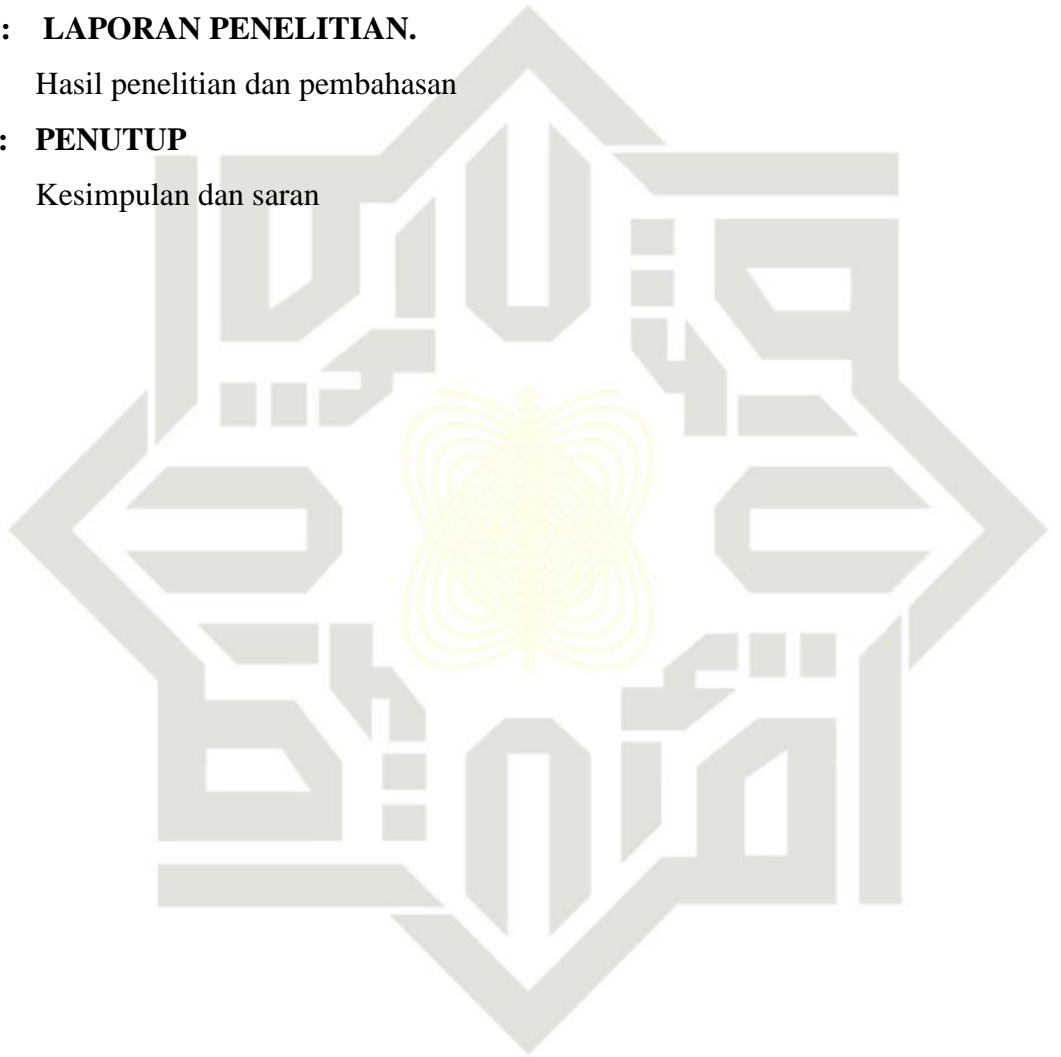 : LAPORAN PENELITIAN.
Hasil penelitian dan pembahasan
: PENUTUP
Kesimpulan dan saran